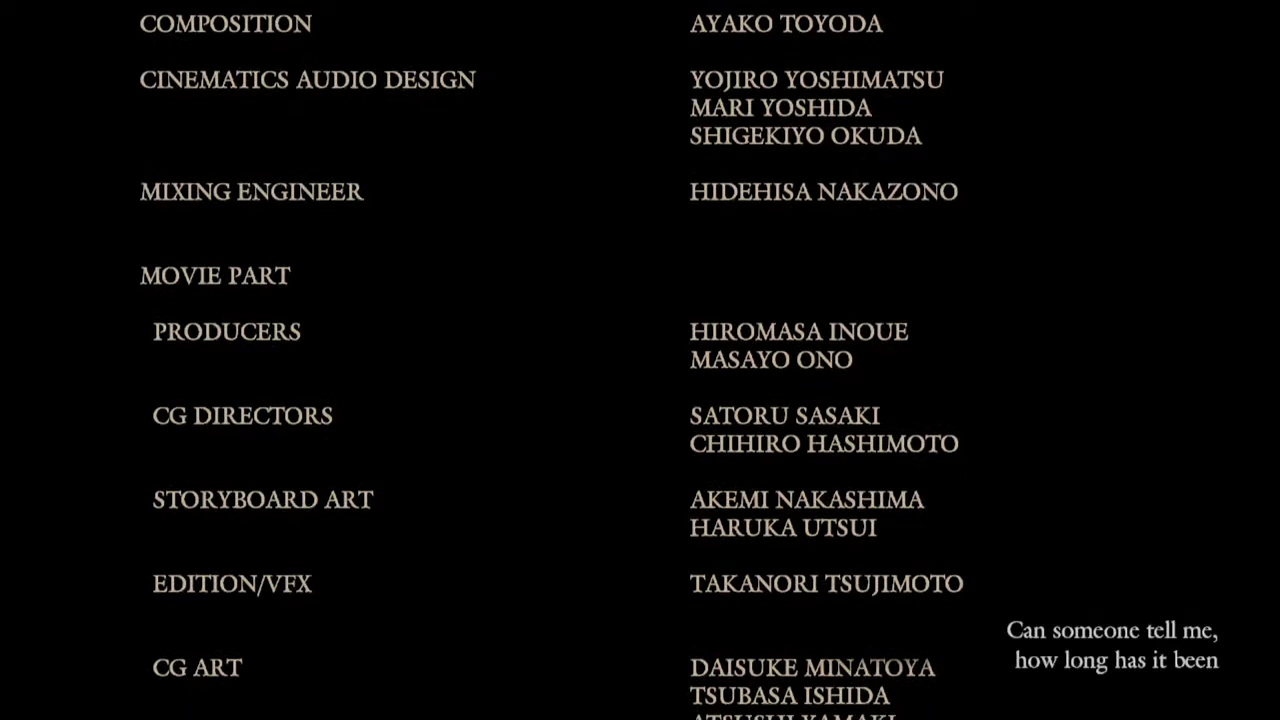 COMPOSITION AYAKO TOYODA
CINEMATICS AUDIO DESIGN YOJIRO YOSHIMATSU
MARI YOSHIDA
SHIGEKIYO OKUDA
MIXING ENGINEER HIDEHISA NAKAZONO
MOVIE PART
PRODUCERS HIROMASA INOUE
MASAYO ONO
CG DIRECTORS SATORU SASAKI
CHIHIRO HASHIMOTO
STORYBOARD ART AKEMI NAKASHIMA
HARUKA UTSUI
EDITION/VFX TAKANORI TSUJIMOTO
CG ART DAISUKE MINATOYA
TSUBASA ISHIDA
ATSUSHI YAMAKI
Can someone tell me,
how long has it been